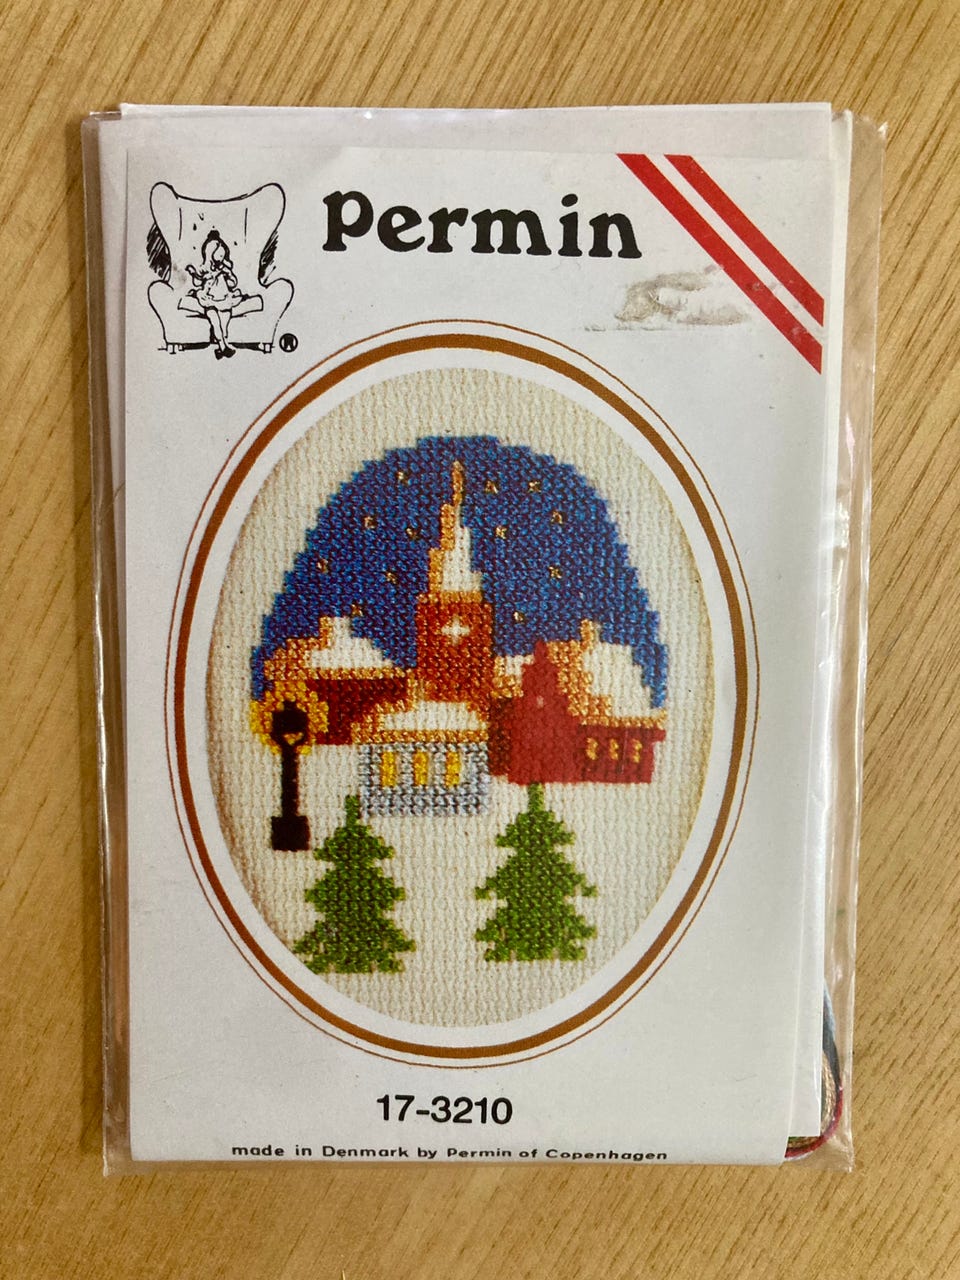 Permin
®
17-3210
made in Denmark by Permin of Copenhagen